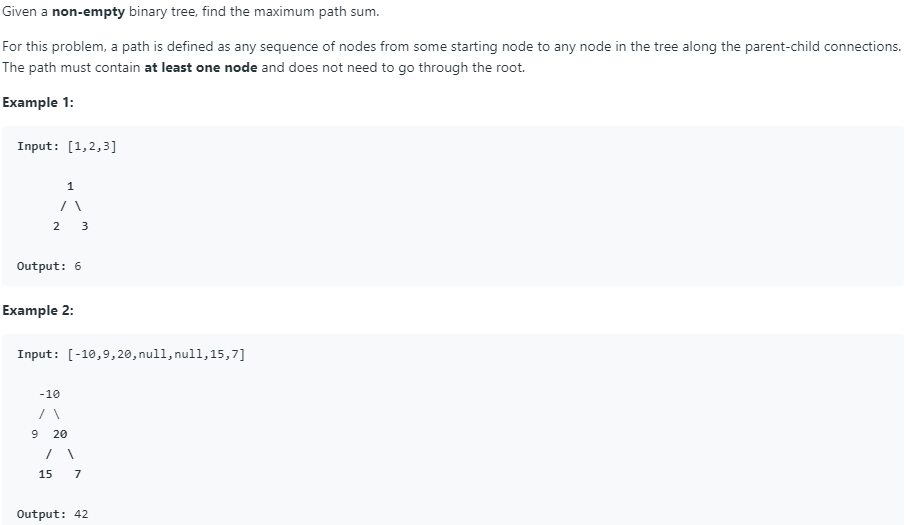 Given a non-empty binary tree, find the maximum path sum.
For this problem, a path is defined as any sequence of nodes from some starting node to any node in the tree along the parent-child connections.
The path must contain at least one node and does not need to go through the root.
Example 1:
Input: [1,2,3]
1
/ \
2 3
Output: 6
Example 2:
Input: [-10,9,20,null,null,15,7]
-10
/ \
9 20
/ \
15 7
Output: 42